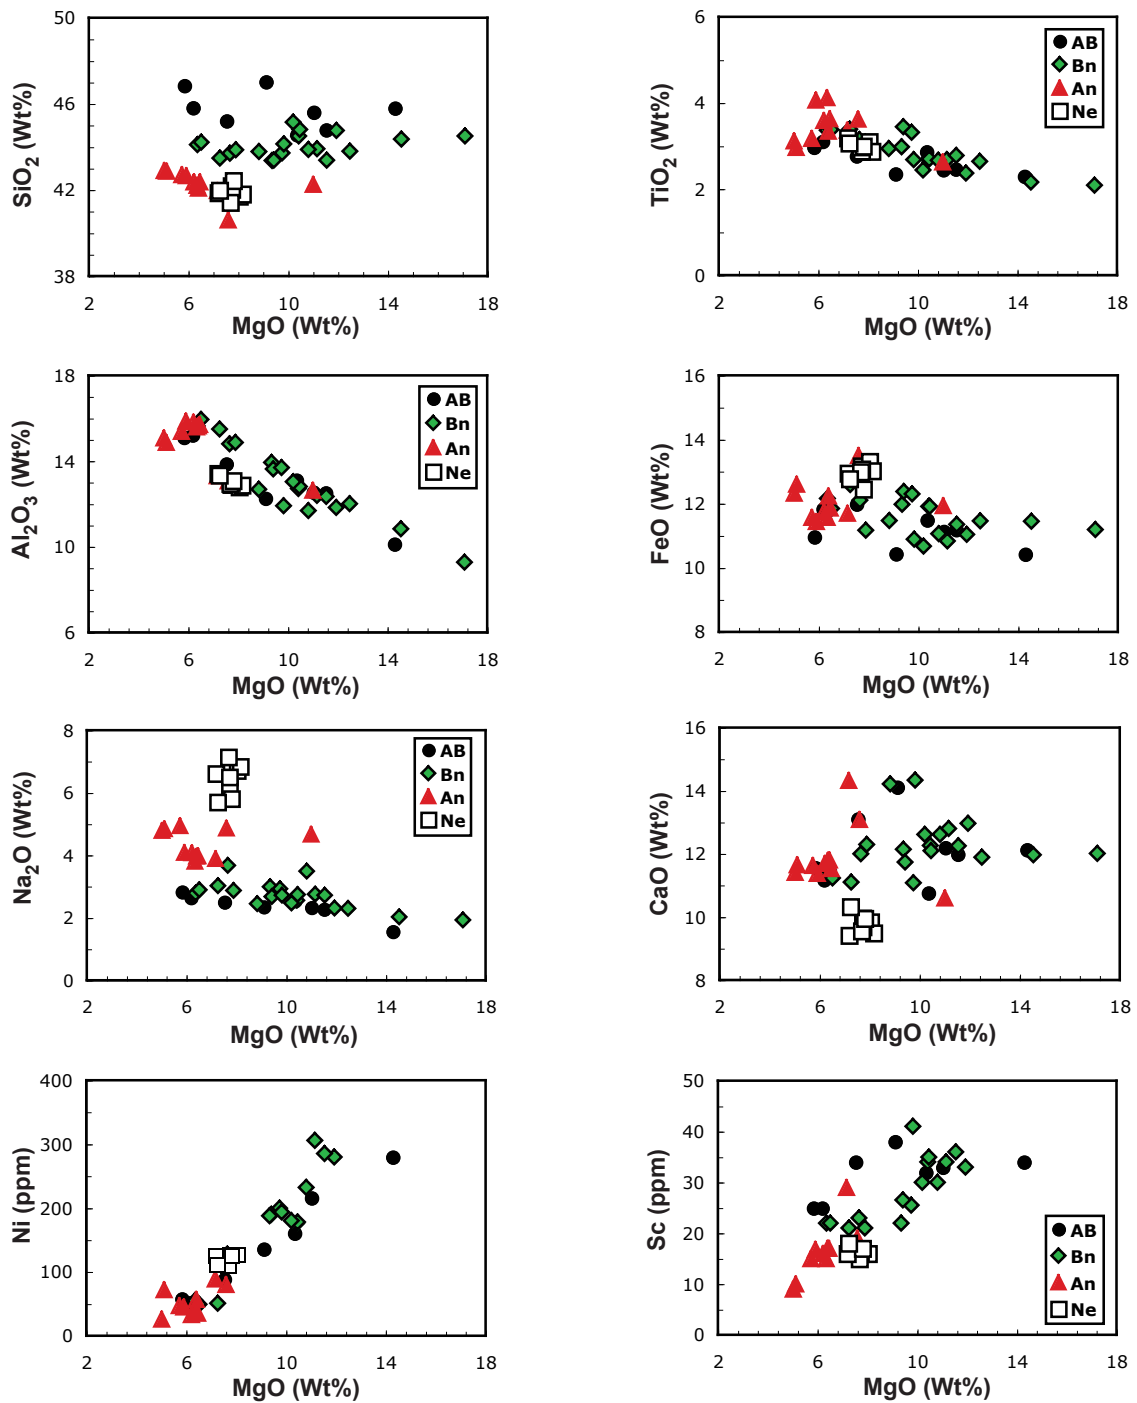 50
46
42
38
SiO2 (Wt%)
2 6 10 14 18
MgO (Wt%)
6
4
2
0
TiO2 (Wt%)
AB
Bn
An
Ne
2 6 10 14 18
MgO (Wt%)
18
14
10
6
Al2O3 (Wt%)
AB
Bn
An
Ne
2 6 10 14 18
MgO (Wt%)
16
14
12
10
8
FeO (Wt%)
2 6 10 14 18
MgO (Wt%)
8
6
4
2
0
Na2O (Wt%)
AB
Bn
An
Ne
2 6 10 14 18
MgO (Wt%)
16
14
12
10
8
CaO (Wt%)
2 6 10 14 18
MgO (Wt%)
400
300
200
100
0
Ni (ppm)
2 6 10 14 18
MgO (Wt%)
50
40
30
20
10
0
Sc (ppm)
AB
Bn
An
Ne
2 6 10 14 18
MgO (Wt%)